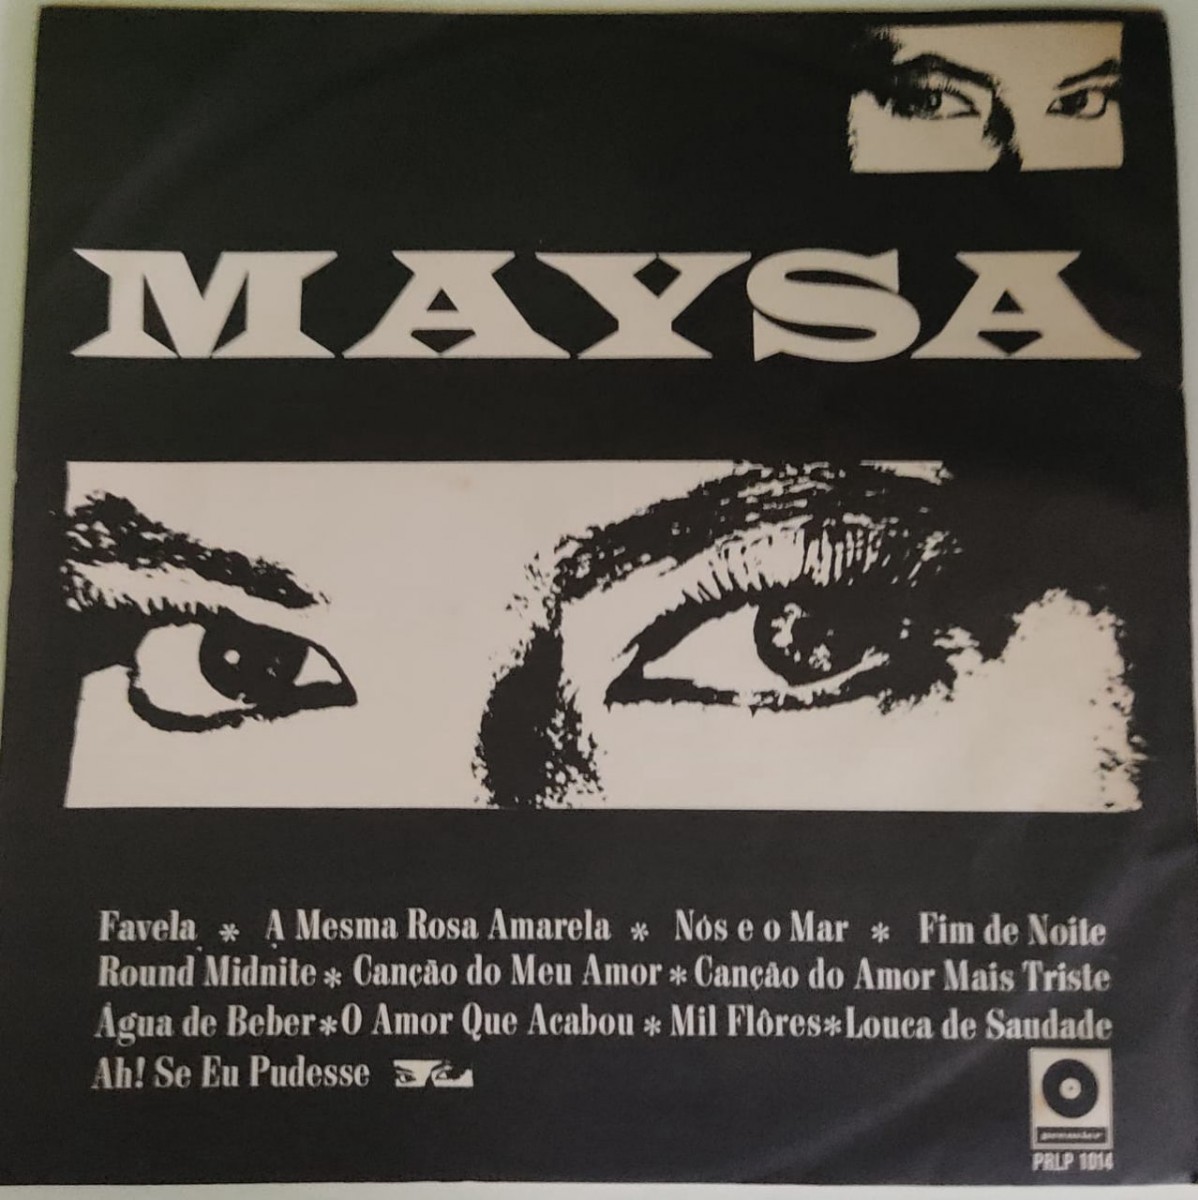 MAYSA
Favela * A Mesma Rosa Amarela * Nós e o Mar * Fim de Noite
Round Midnite * Canção do Meu Amor * Canção do Amor Mais Triste
Água de Beber * O Amor Que Acabou * Mil Flôres * Louca de Saudade
Ah! Se Eu Pudesse
premier
PRLP 1014